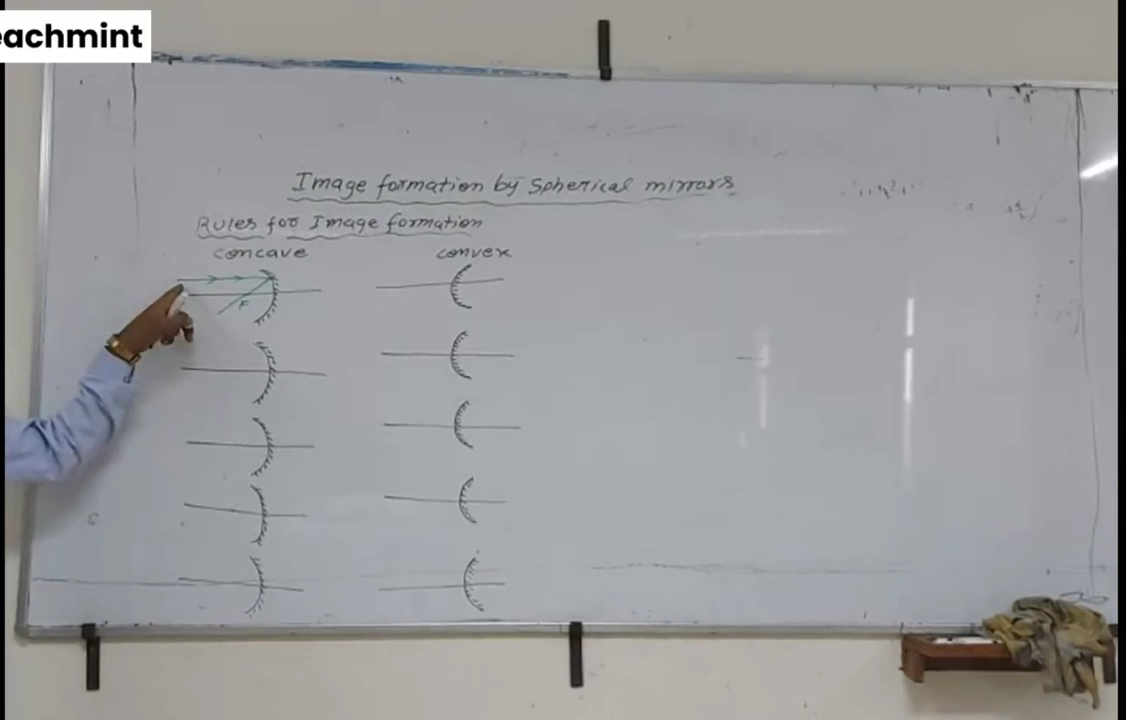 eachmint
Image formation by spherical mirrors
Rules for Image formation
concave convex
F